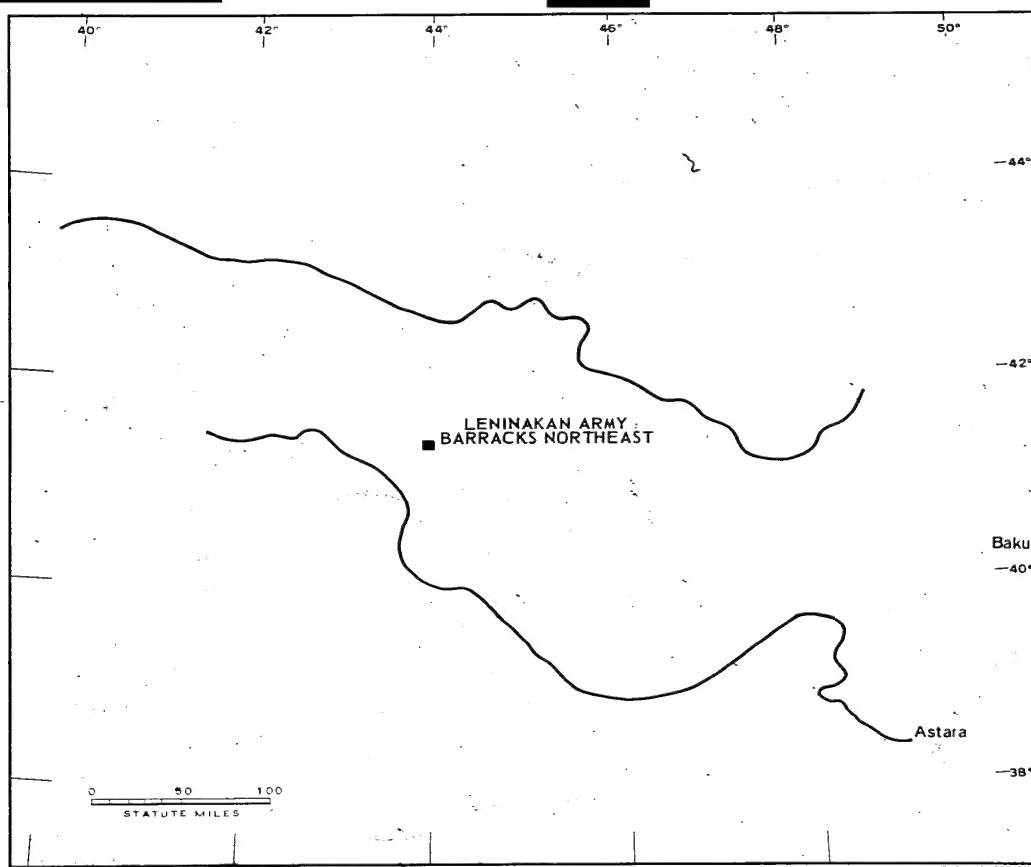 40° 42° 44° 46° 48° 50°
44°
42°
LENINAKAN ARMY
BARRACKS NORTHEAST
Baku
40°
Astara
38°
0 50 100
STATUTE MILES